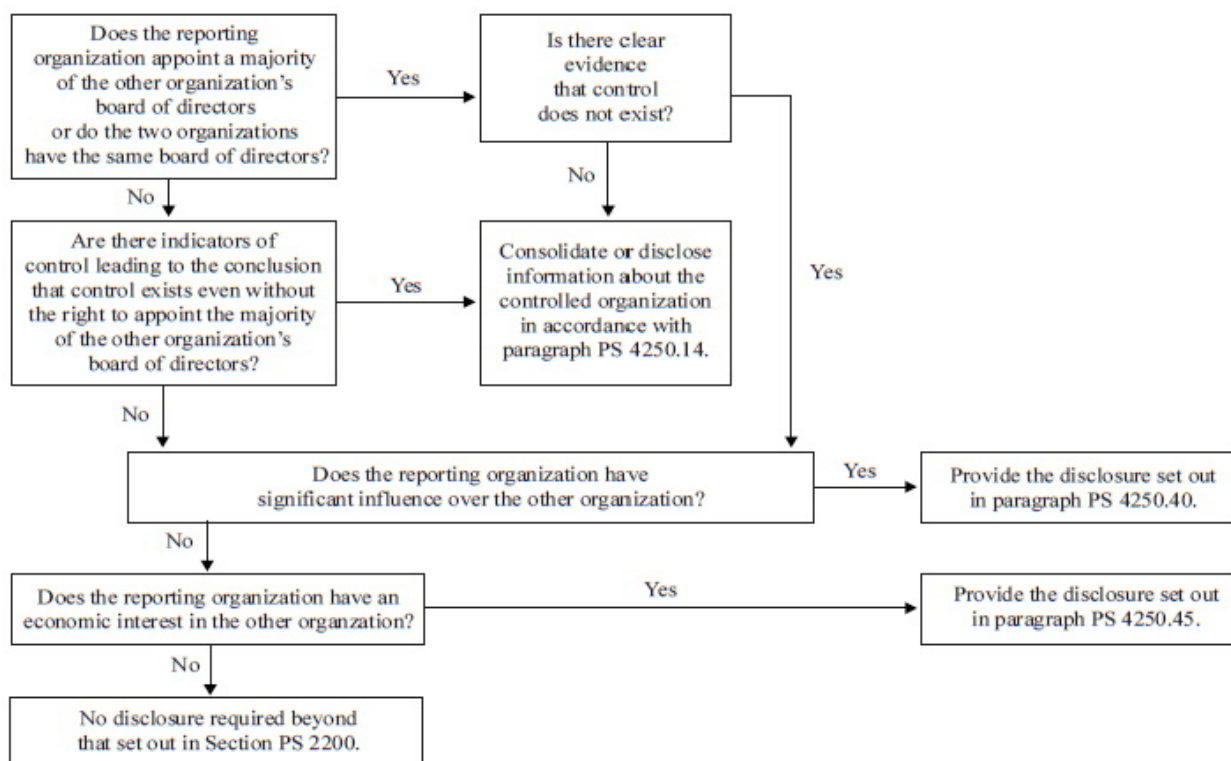 Does the reporting
organization appoint a majority
of the other organization's
board of directors
or do the two organizations
have the same board of directors?
Yes
Is there clear
evidence
that control
does not exist?
No
No
Are there indicators of
control leading to the conclusion
that control exists even without
the right to appoint the majority
of the other organization's
board of directors?
Yes
Consolidate or disclose
information about the
controlled organization
in accordance with
paragraph PS 4250.14.
Yes
No
Does the reporting organization have
significant influence over the other organization?
Yes
Provide the disclosure set out
in paragraph PS 4250.40.
No
Does the reporting organization have an
economic interest in the other organzation?
Yes
Provide the disclosure set out
in paragraph PS 4250.45.
No
No disclosure required beyond
that set out in Section PS 2200.